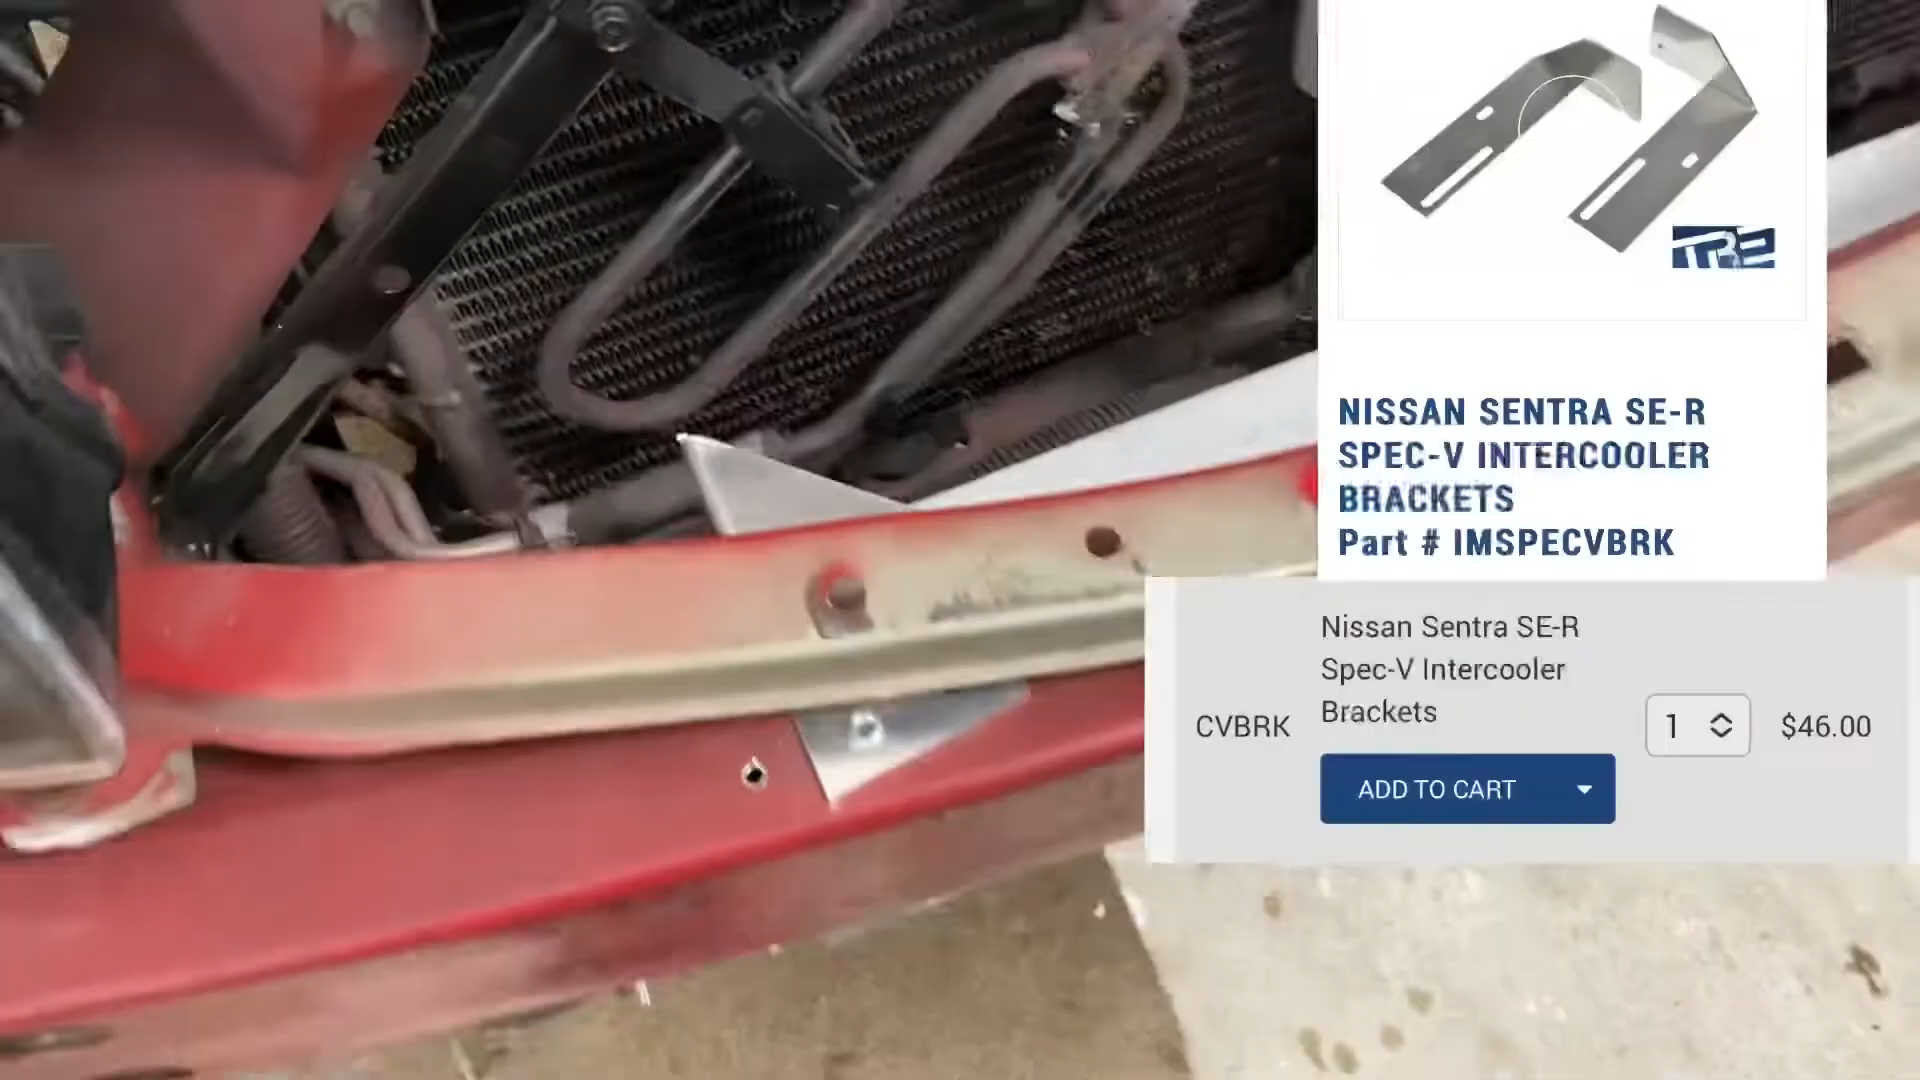 NISSAN SENTRA SE-R
SPEC-V INTERCOOLER
BRACKETS
Part # IMSPECVBRK
Nissan Sentra SE-R
Spec-V Intercooler
Brackets
CVBRK
1
$46.00
ADD TO CART